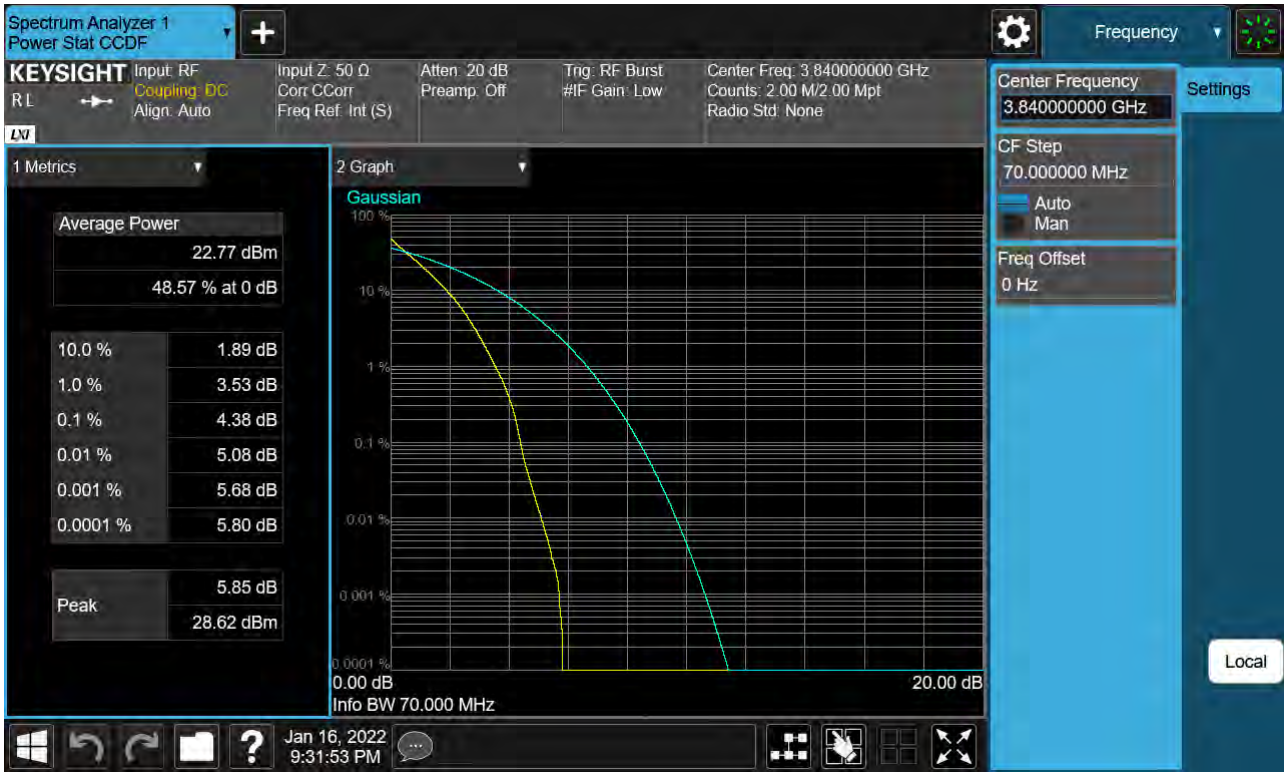 Spectrum Analyzer 1
Power Stat CCDF
+
Frequency
KEYSIGHT
RL
LXI
Input: RF
Coupling: DC
Align: Auto
Input Z: 50 Ω
Corr CCorr
Freq Ref: Int (S)
Atten: 20 dB
Preamp: Off
Trig: RF Burst
#IF Gain: Low
Center Freq: 3.840000000 GHz
Counts: 2.00 M/2.00 Mpt
Radio Std: None
1 Metrics
Average Power
22.77 dBm
48.57 % at 0 dB
10.0 % 1.89 dB
1.0 % 3.53 dB
0.1 % 4.38 dB
0.01 % 5.08 dB
0.001 % 5.68 dB
0.0001 % 5.80 dB
Peak
5.85 dB
28.62 dBm
2 Graph
Gaussian
100 %
10 %
1 %
0.1 %
0.01 %
0.001 %
0.0001 %
0.00 dB 20.00 dB
Info BW 70.000 MHz
Center Frequency
3.840000000 GHz
CF Step
70.000000 MHz
Auto
Man
Freq Offset
0 Hz
Settings
Local
?
Jan 16, 2022
9:31:53 PM